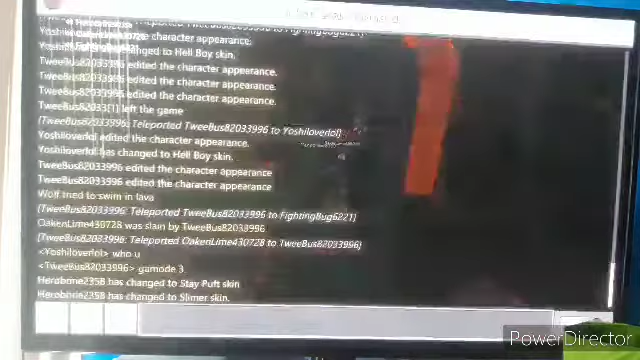 edited the character appearance.
changed to Hell Boy skin.
TweeBus82033996 edited the character appearance.
TweeBus82033996 edited the character appearance.
TweeBus82033996 edited the character appearance.
TweeBus82033[1] left the game
[TweeBus82033996: Teleported TweeBus82033996 to Yoshiloverlol]
Yoshiloverlol edited the character appearance.
Yoshiloverlol has changed to Hell Boy skin.
TweeBus82033996 edited the character appearance
TweeBus82033996 edited the character appearance
Wolf tried to swim in lava
[TweeBus82033996: Teleported TweeBus82033996 to FightingBug6221]
OakenLime430728 was slain by TweeBus82033996
[TweeBus82033996: Teleported OakenLime430728 to TweeBus82033996]
<Yoshiloverlol> who u
<TweeBus82033996> gamode 3
Herobrine2358 has changed to Stay Puft skin
Herobrine2358 has changed to Slimer skin.
PowerDirector